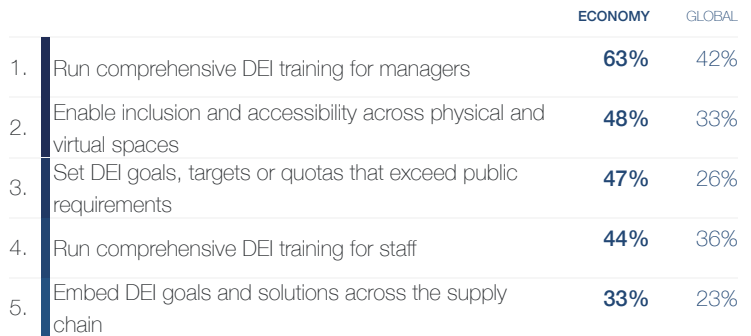 ECONOMY GLOBAL
1. Run comprehensive DEI training for managers 63% 42%
2. Enable inclusion and accessibility across physical and virtual spaces 48% 33%
3. Set DEI goals, targets or quotas that exceed public requirements 47% 26%
4. Run comprehensive DEI training for staff 44% 36%
5. Embed DEI goals and solutions across the supply chain 33% 23%